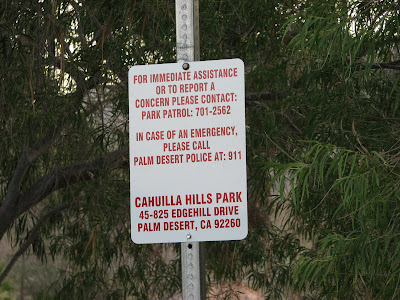 FOR IMMEDIATE ASSISTANCE
OR TO REPORT A
CONCERN PLEASE CONTACT:
PARK PATROL: 701-2562
IN CASE OF AN EMERGENCY,
PLEASE CALL
PALM DESERT POLICE AT: 911
CAHUILLA HILLS PARK
45-825 EDGEHILL DRIVE
PALM DESERT, CA 92260